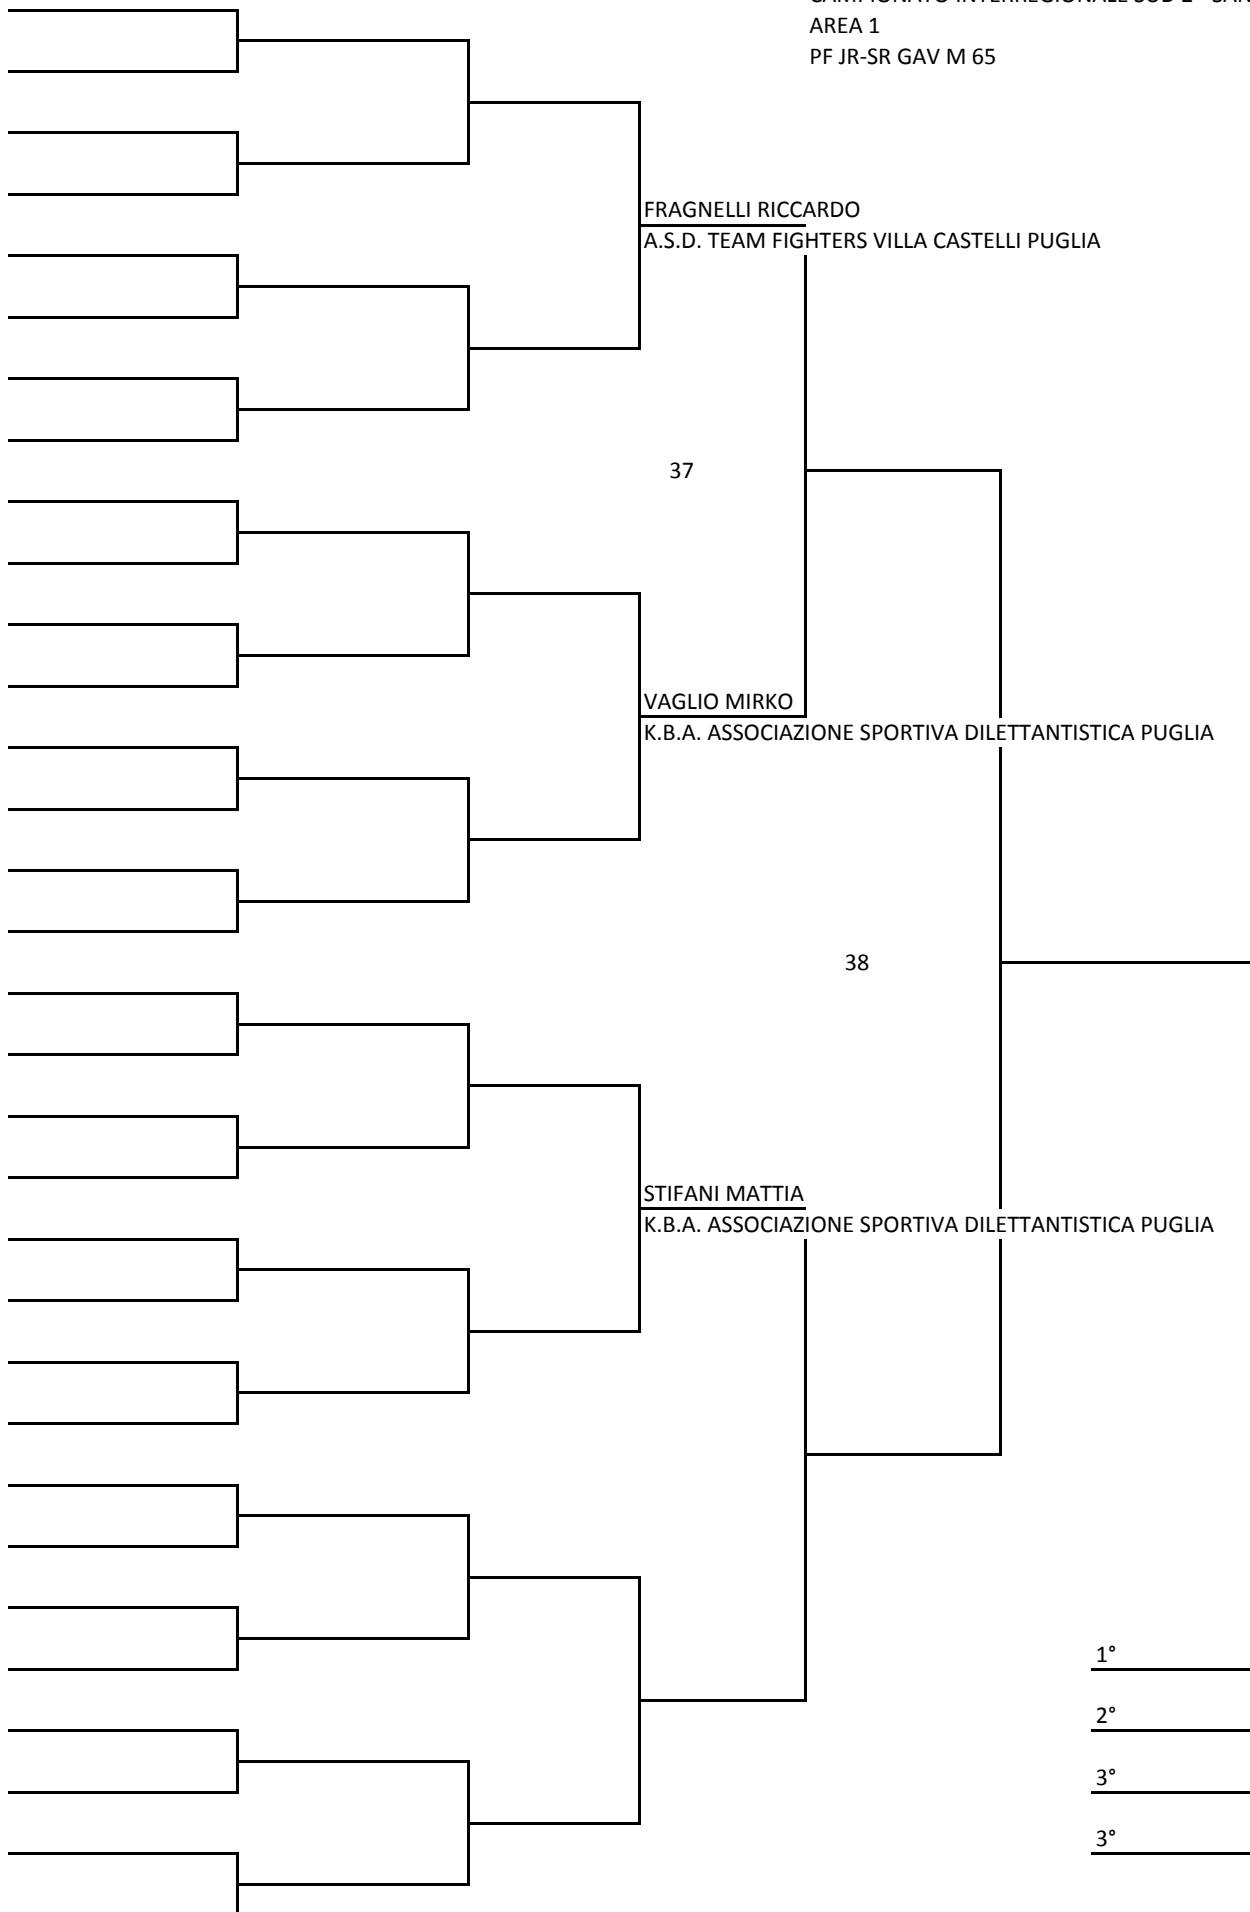 AREA 1
PF JR-SR GAV M 65
FRAGNELLI RICCARDO
A.S.D. TEAM FIGHTERS VILLA CASTELLI PUGLIA
37
VAGLIO MIRKO
K.B.A. ASSOCIAZIONE SPORTIVA DILETTANTISTICA PUGLIA
38
STIFANI MATTIA
K.B.A. ASSOCIAZIONE SPORTIVA DILETTANTISTICA PUGLIA
1°
2°
3°
3°